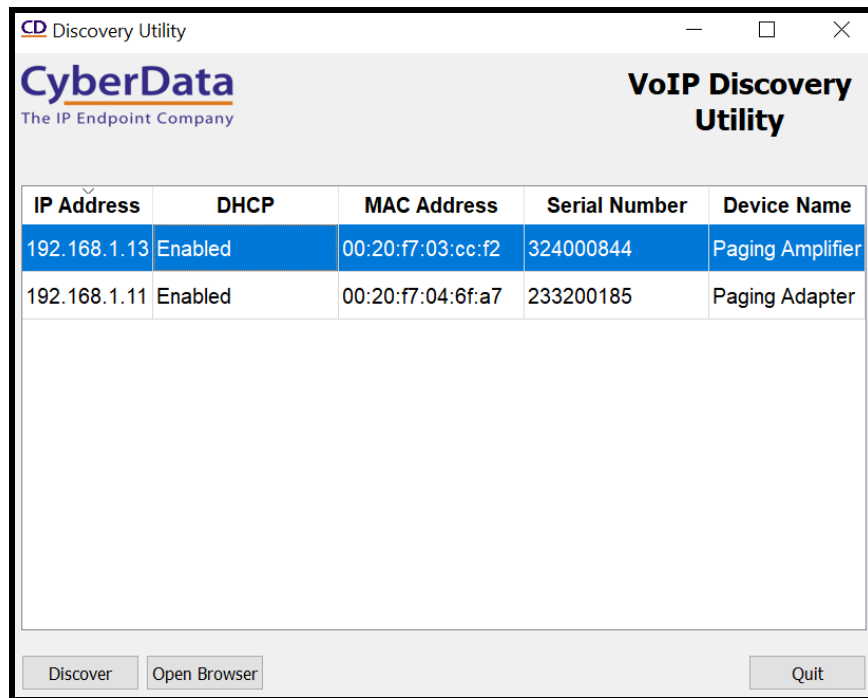 CD Discovery Utility
CyberData
The IP Endpoint Company
VoIP Discovery
Utility
IP Address DHCP MAC Address Serial Number Device Name
192.168.1.13 Enabled 00:20:f7:03:cc:f2 324000844 Paging Amplifier
192.168.1.11 Enabled 00:20:f7:04:6f:a7 233200185 Paging Adapter
Discover Open Browser Quit